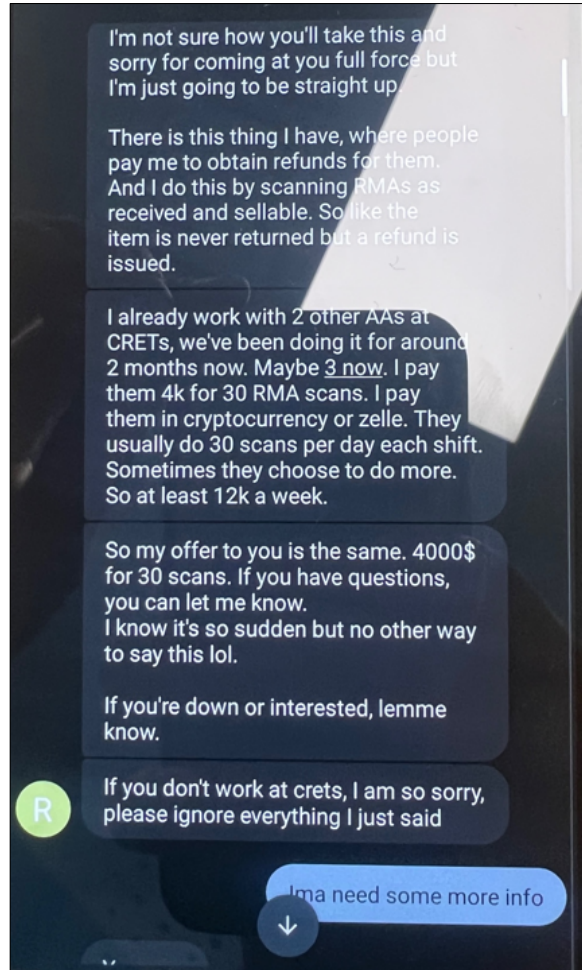 I'm not sure how you'll take this and
sorry for coming at you full force but
I'm just going to be straight up.
There is this thing I have, where people
pay me to obtain refunds for them.
And I do this by scanning RMAs as
received and sellable. So like the
item is never returned but a refund is
issued.
I already work with 2 other AAs at
CRETs, we've been doing it for around
2 months now. Maybe 3 now. I pay
them 4k for 30 RMA scans. I pay
them in cryptocurrency or zelle. They
usually do 30 scans per day each shift.
Sometimes they choose to do more.
So at least 12k a week.
So my offer to you is the same. 4000$
for 30 scans. If you have questions,
you can let me know.
I know it's so sudden but no other way
to say this lol.
If you're down or interested, lemme
know.
If you don't work at crets, I am so sorry,
please ignore everything I just said
R
Ima need some more info